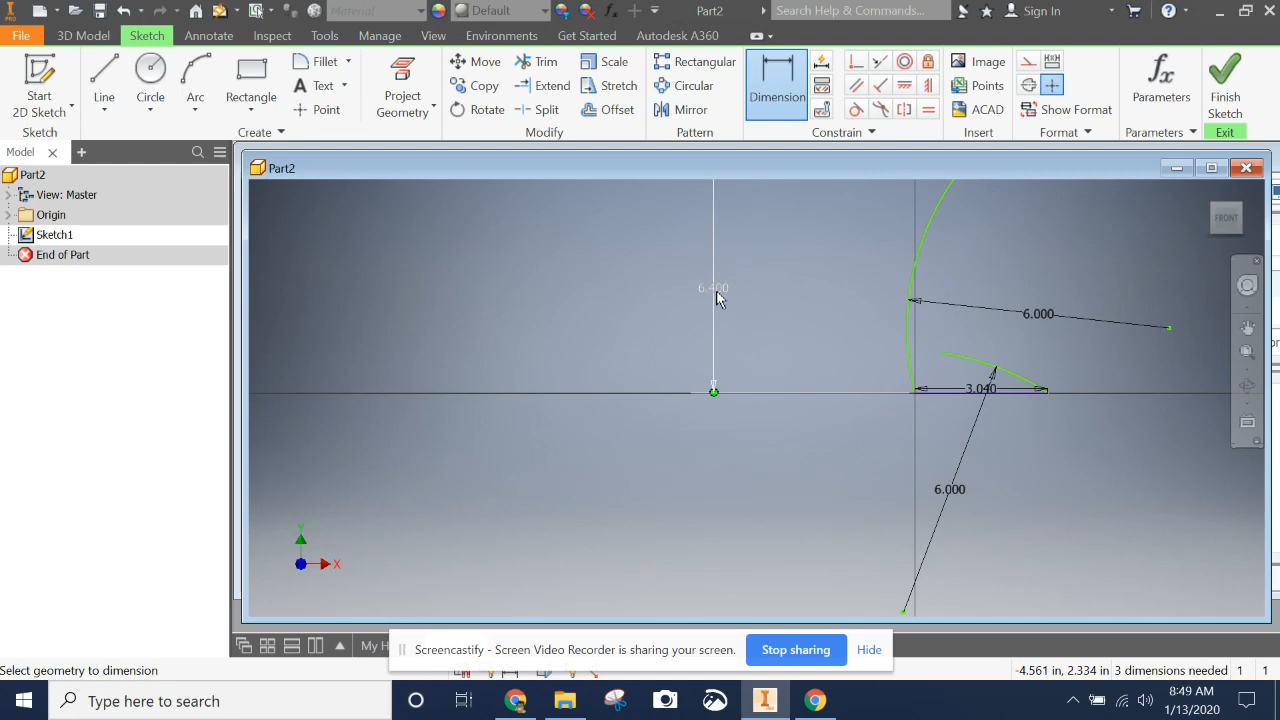 Material
Default
Part2
Search Help & Commands...
Sign In
PRO
File
3D Model
Sketch
Annotate
Inspect
Tools
Manage
View
Environments
Get Started
Autodesk A360
Start
2D Sketch
Line
Circle
Arc
Rectangle
Fillet
Text
Point
Project
Geometry
Move
Copy
Rotate
Trim
Extend
Split
Scale
Stretch
Offset
Rectangular
Circular
Mirror
Dimension
Image
Points
ACAD
Show Format
Parameters
Finish
Sketch
Sketch
Create
Modify
Pattern
Constrain
Insert
Format
Parameters
Exit
Model
Part2
View: Master
Origin
Sketch1
End of Part
Part2
FRONT
6.400
6.000
3.040
6.000
Y
X
My H
Screencastify - Screen Video Recorder is sharing your screen.
Stop sharing
Hide
Select geometry to dimension
-4.561 in, 2.334 in
3 dimensions needed
1
1
Type here to search
8:49 AM
1/13/2020